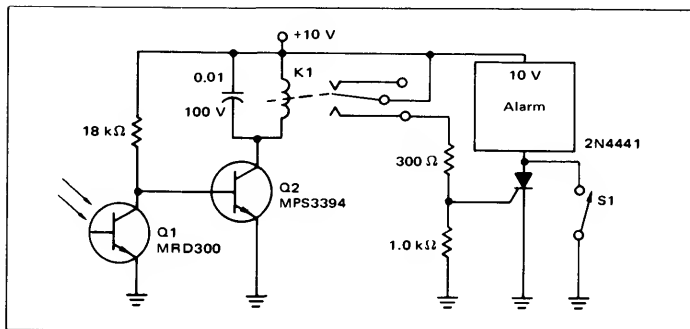 +10 V
K1
0.01
100 V
10 V
Alarm
18 kΩ
2N4441
300 Ω
S1
Q2
MPS3394
Q1
MRD300
1.0 kΩ